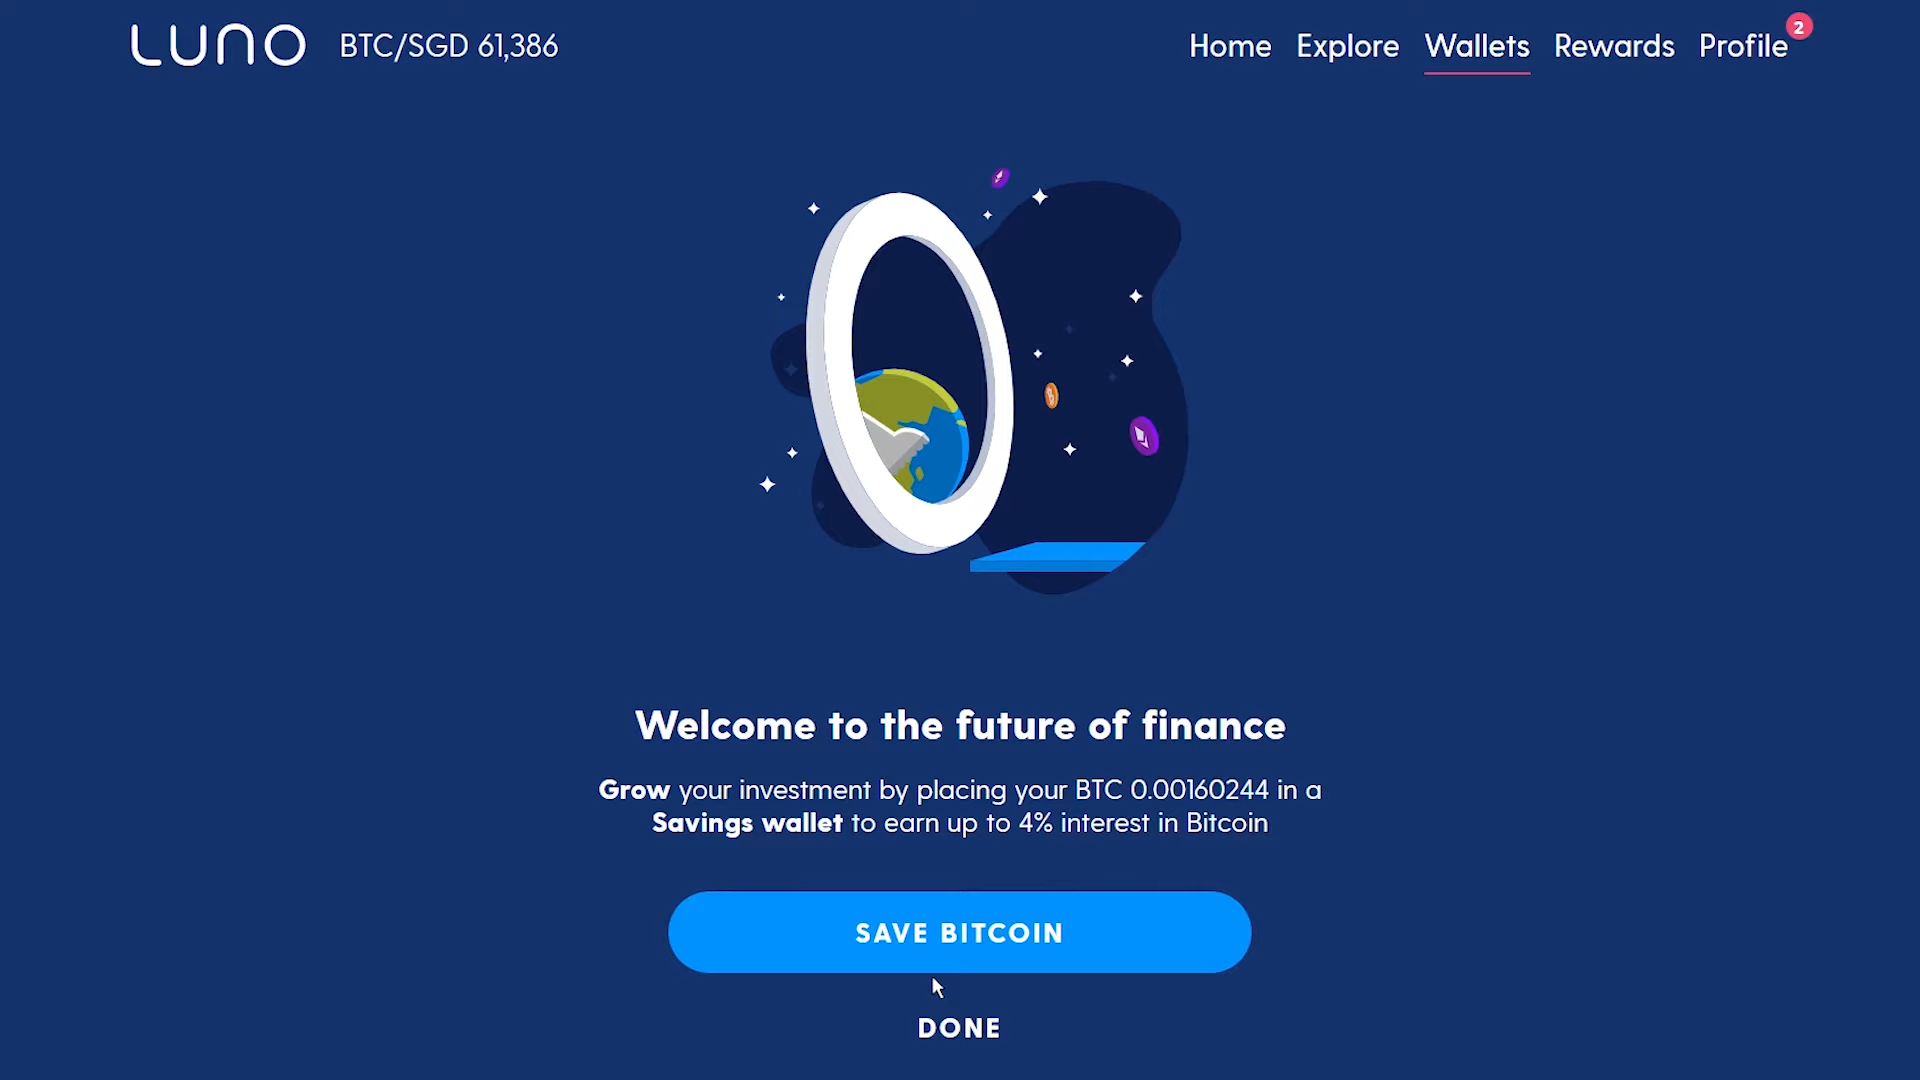 LUNO BTC/SGD 61,386 Home Explore Wallets Rewards Profile 2
Welcome to the future of finance
Grow your investment by placing your BTC 0.00160244 in a
Savings wallet to earn up to 4% interest in Bitcoin
SAVE BITCOIN
DONE